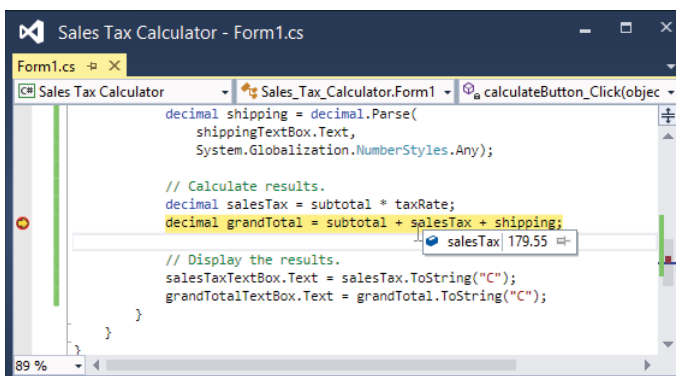 Sales Tax Calculator - Form1.cs
Form1.cs
C# Sales Tax Calculator Sales_Tax_Calculator.Form1 calculateButton_Click(objec
decimal shipping = decimal.Parse(
shippingTextBox.Text,
System.Globalization.NumberStyles.Any);
// Calculate results.
decimal salesTax = subtotal * taxRate;
decimal grandTotal = subtotal + salesTax + shipping;
salesTax 179.55
// Display the results.
salesTaxTextBox.Text = salesTax.ToString("C");
grandTotalTextBox.Text = grandTotal.ToString("C");
}
}
}
89 %